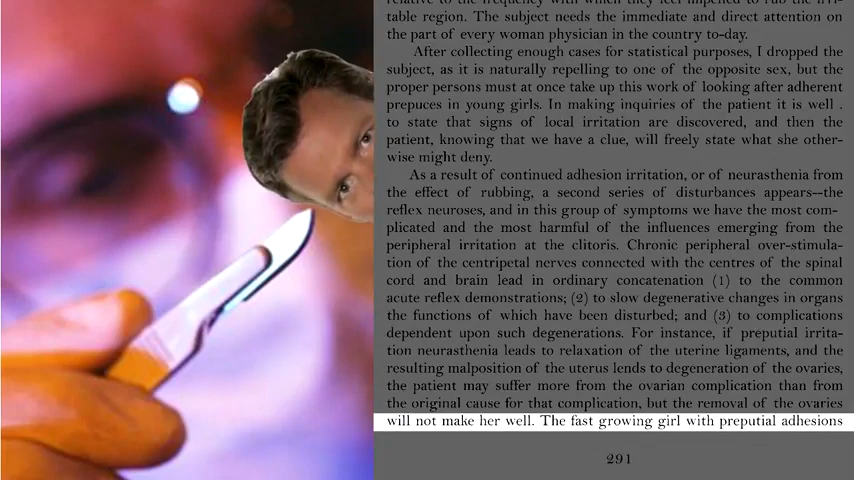 relative to the frequency with which they feel impelled to rub the irri-
table region. The subject needs the immediate and direct attention on
the part of every woman physician in the country to-day.
After collecting enough cases for statistical purposes, I dropped the
subject, as it is naturally repelling to one of the opposite sex, but the
proper persons must at once take up this work of looking after adherent
prepuces in young girls. In making inquiries of the patient it is well .
to state that signs of local irritation are discovered, and then the
patient, knowing that we have a clue, will freely state what she other-
wise might deny.
As a result of continued adhesion irritation, or of neurasthenia from
the effect of rubbing, a second series of disturbances appears--the
reflex neuroses, and in this group of symptoms we have the most com-
plicated and the most harmful of the influences emerging from the
peripheral irritation at the clitoris. Chronic peripheral over-stimula-
tion of the centripetal nerves connected with the centres of the spinal
cord and brain lead in ordinary concatenation (1) to the common
acute reflex demonstrations; (2) to slow degenerative changes in organs
the functions of which have been disturbed; and (3) to complications
dependent upon such degenerations. For instance, if preputial irrita-
tion neurasthenia leads to relaxation of the uterine ligaments, and the
resulting malposition of the uterus lends to degeneration of the ovaries,
the patient may suffer more from the ovarian complication than from
the original cause for that complication, but the removal of the ovaries
will not make her well. The fast growing girl with preputial adhesions
291